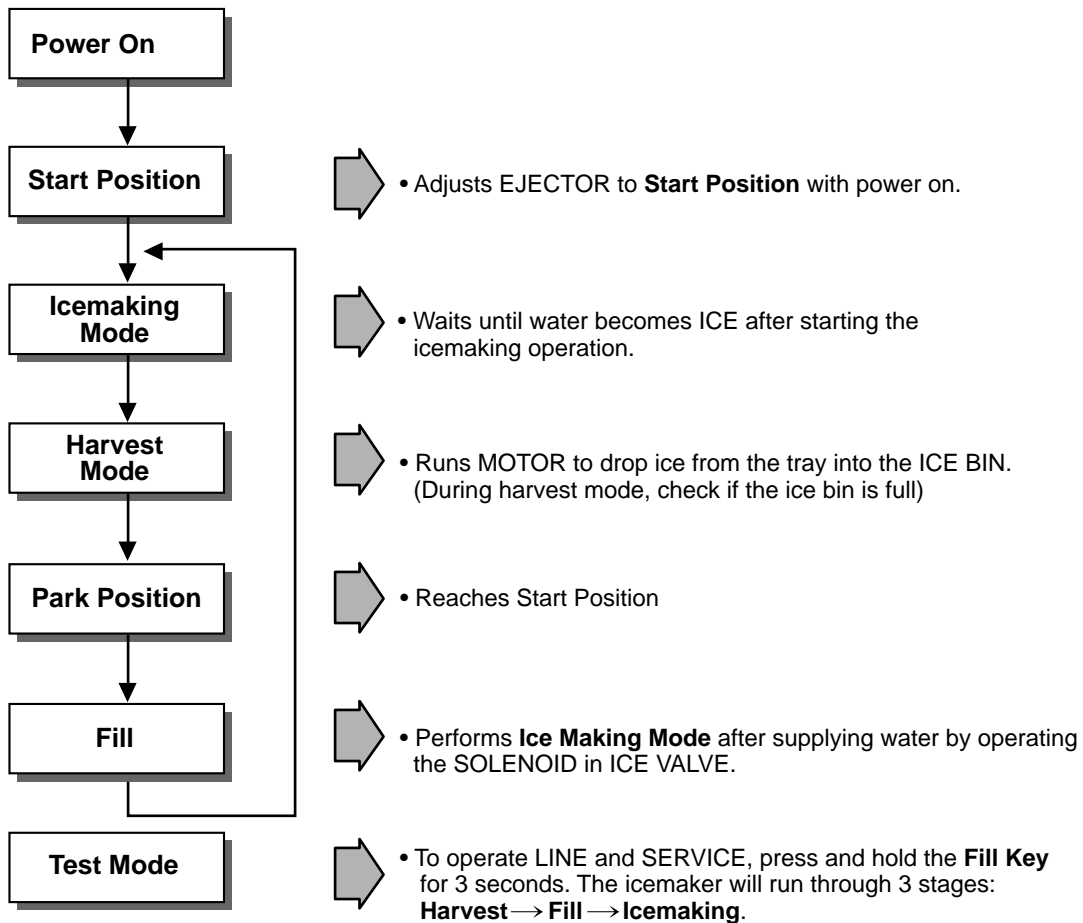 Power On
Start Position
• Adjusts EJECTOR to Start Position with power on.
Icemaking
Mode
• Waits until water becomes ICE after starting the
icemaking operation.
Harvest
Mode
• Runs MOTOR to drop ice from the tray into the ICE BIN.
(During harvest mode, check if the ice bin is full)
Park Position
• Reaches Start Position
Fill
• Performs Ice Making Mode after supplying water by operating
the SOLENOID in ICE VALVE.
Test Mode
• To operate LINE and SERVICE, press and hold the Fill Key
for 3 seconds. The icemaker will run through 3 stages:
Harvest→Fill→Icemaking.